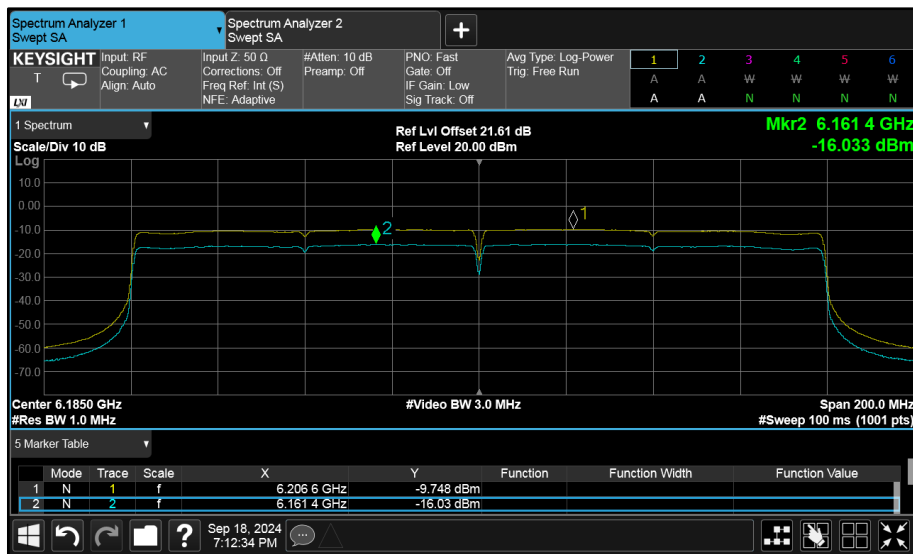 Spectrum Analyzer 1
Swept SA
Spectrum Analyzer 2
Swept SA
+
KEYSIGHT
T
LXI
Input: RF
Coupling: AC
Align: Auto
Input Z: 50 Ω
Corrections: Off
Freq Ref: Int (S)
NFE: Adaptive
#Atten: 10 dB
Preamp: Off
PNO: Fast
Gate: Off
IF Gain: Low
Sig Track: Off
Avg Type: Log-Power
Trig: Free Run
1 2 3 4 5 6
A A W W W W
A A N N N N
1 Spectrum
Scale/Div 10 dB
Ref Lvl Offset 21.61 dB
Ref Level 20.00 dBm
Mkr2 6.161 4 GHz
-16.033 dBm
Log
10.0
0.00
-10.0
-20.0
-30.0
-40.0
-50.0
-60.0
-70.0
2
1
Center 6.1850 GHz
#Res BW 1.0 MHz
#Video BW 3.0 MHz
Span 200.0 MHz
#Sweep 100 ms (1001 pts)
5 Marker Table
Mode Trace Scale X Y Function Function Width Function Value
1 N 1 f 6.206 6 GHz -9.748 dBm
2 N 2 f 6.161 4 GHz -16.03 dBm
?
Sep 18, 2024
7:12:34 PM